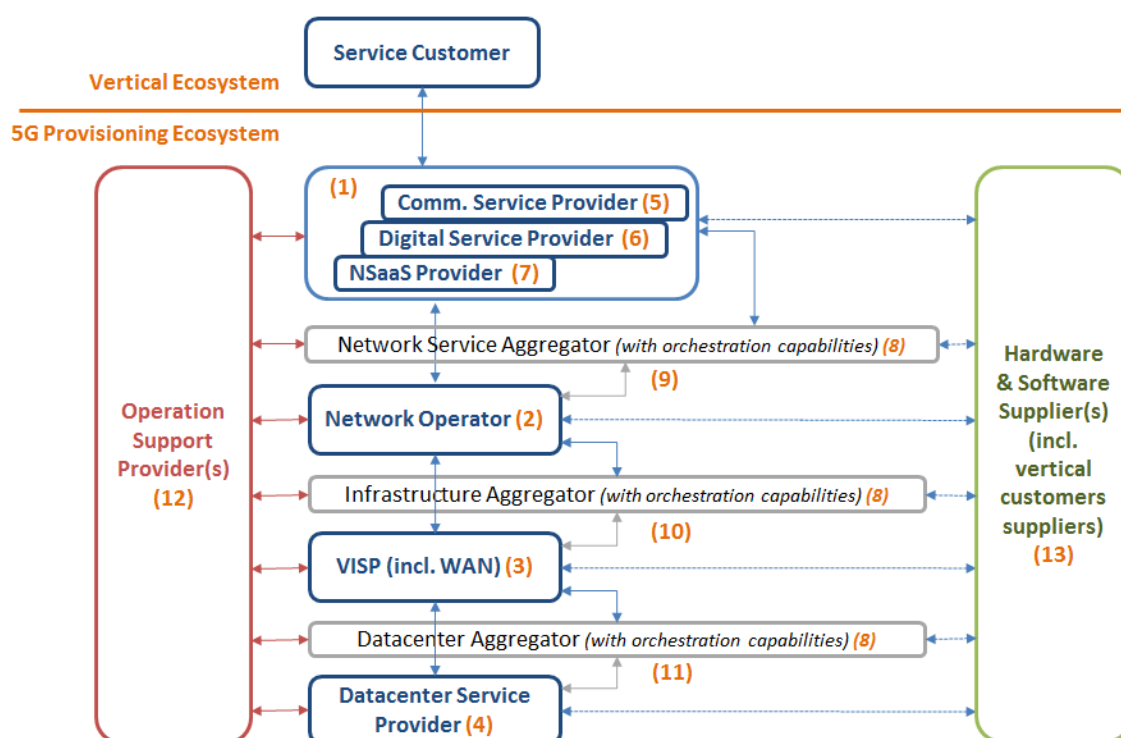 Service Customer
Vertical Ecosystem
5G Provisioning Ecosystem
(1)
Comm. Service Provider (5)
Digital Service Provider (6)
NSaaS Provider (7)
Network Service Aggregator (with orchestration capabilities) (8)
(9)
Network Operator (2)
Infrastructure Aggregator (with orchestration capabilities) (8)
(10)
VISP (incl. WAN) (3)
Datacenter Aggregator (with orchestration capabilities) (8)
(11)
Datacenter Service
Provider (4)
Operation
Support
Provider(s)
(12)
Hardware
& Software
Supplier(s)
(incl.
vertical
customers
suppliers)
(13)